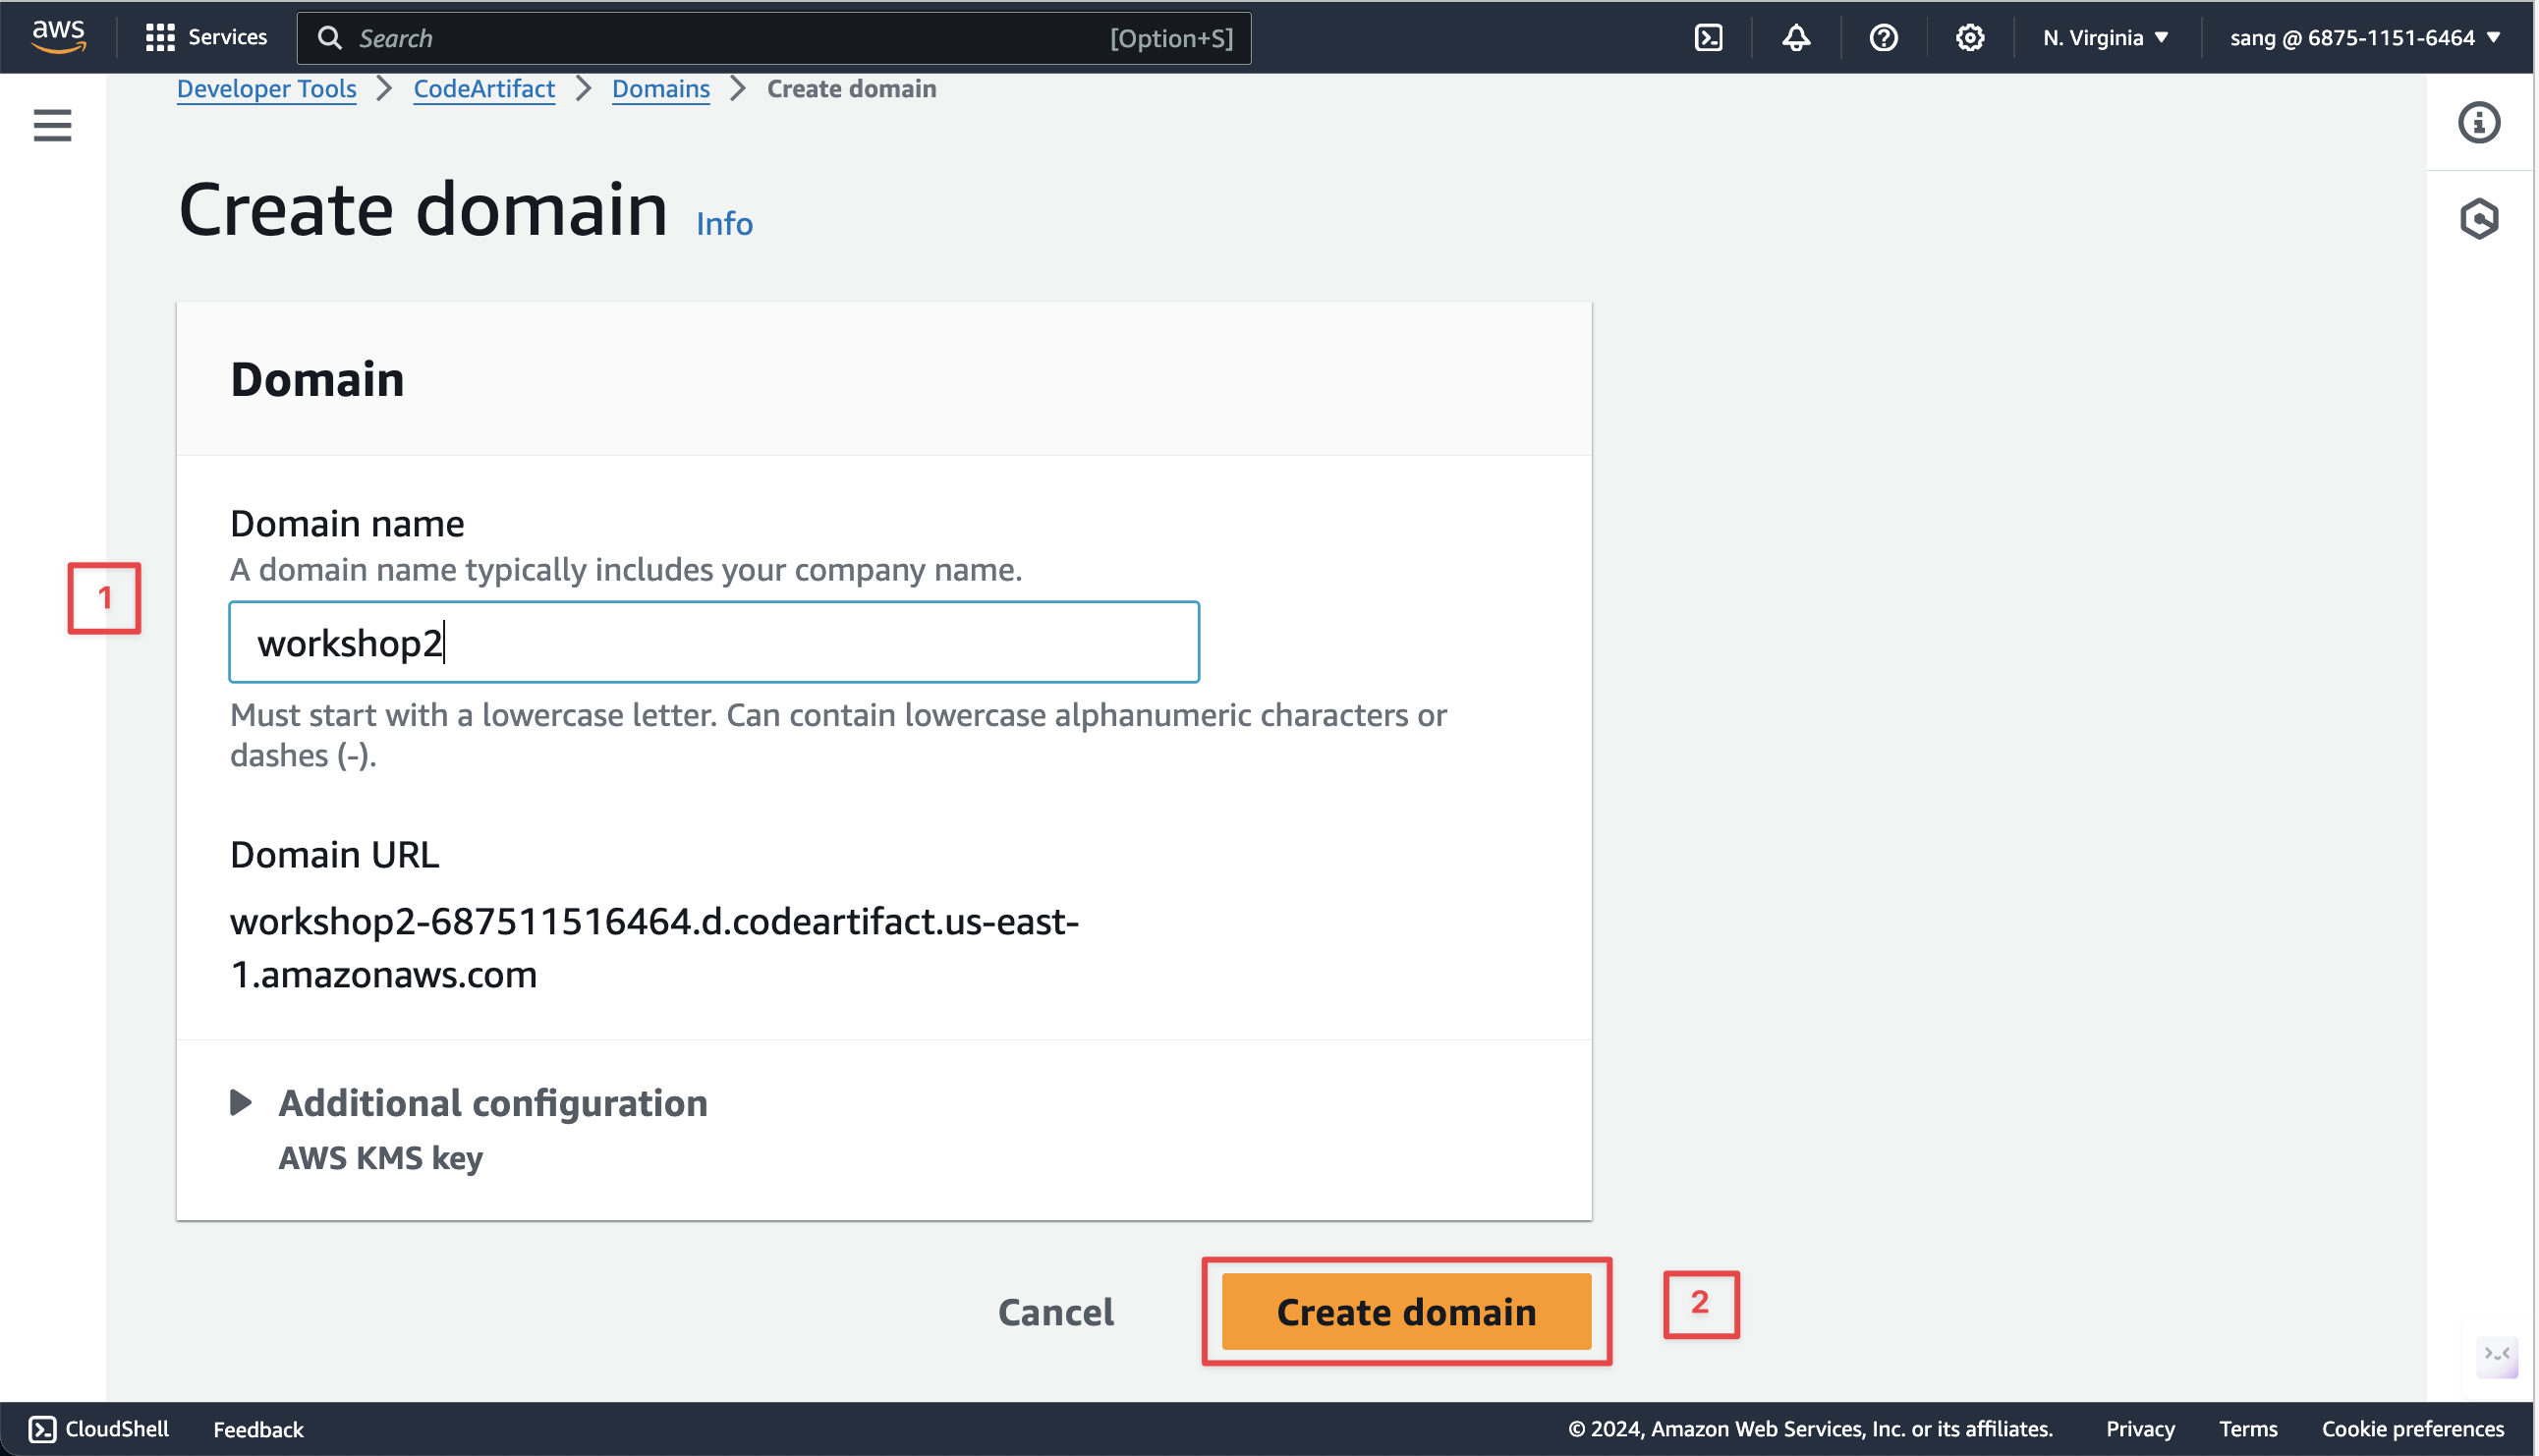 aws Services Search [Option+S] N. Virginia sang @ 6875-1151-6464
Developer Tools CodeArtifact Domains Create domain
Create domain Info
Domain
Domain name
A domain name typically includes your company name.
1
workshop2
Must start with a lowercase letter. Can contain lowercase alphanumeric characters or
dashes (-).
Domain URL
workshop2-687511516464.d.codeartifact.us-east-
1.amazonaws.com
Additional configuration
AWS KMS key
Cancel Create domain 2
CloudShell Feedback © 2024, Amazon Web Services, Inc. or its affiliates. Privacy Terms Cookie preferences